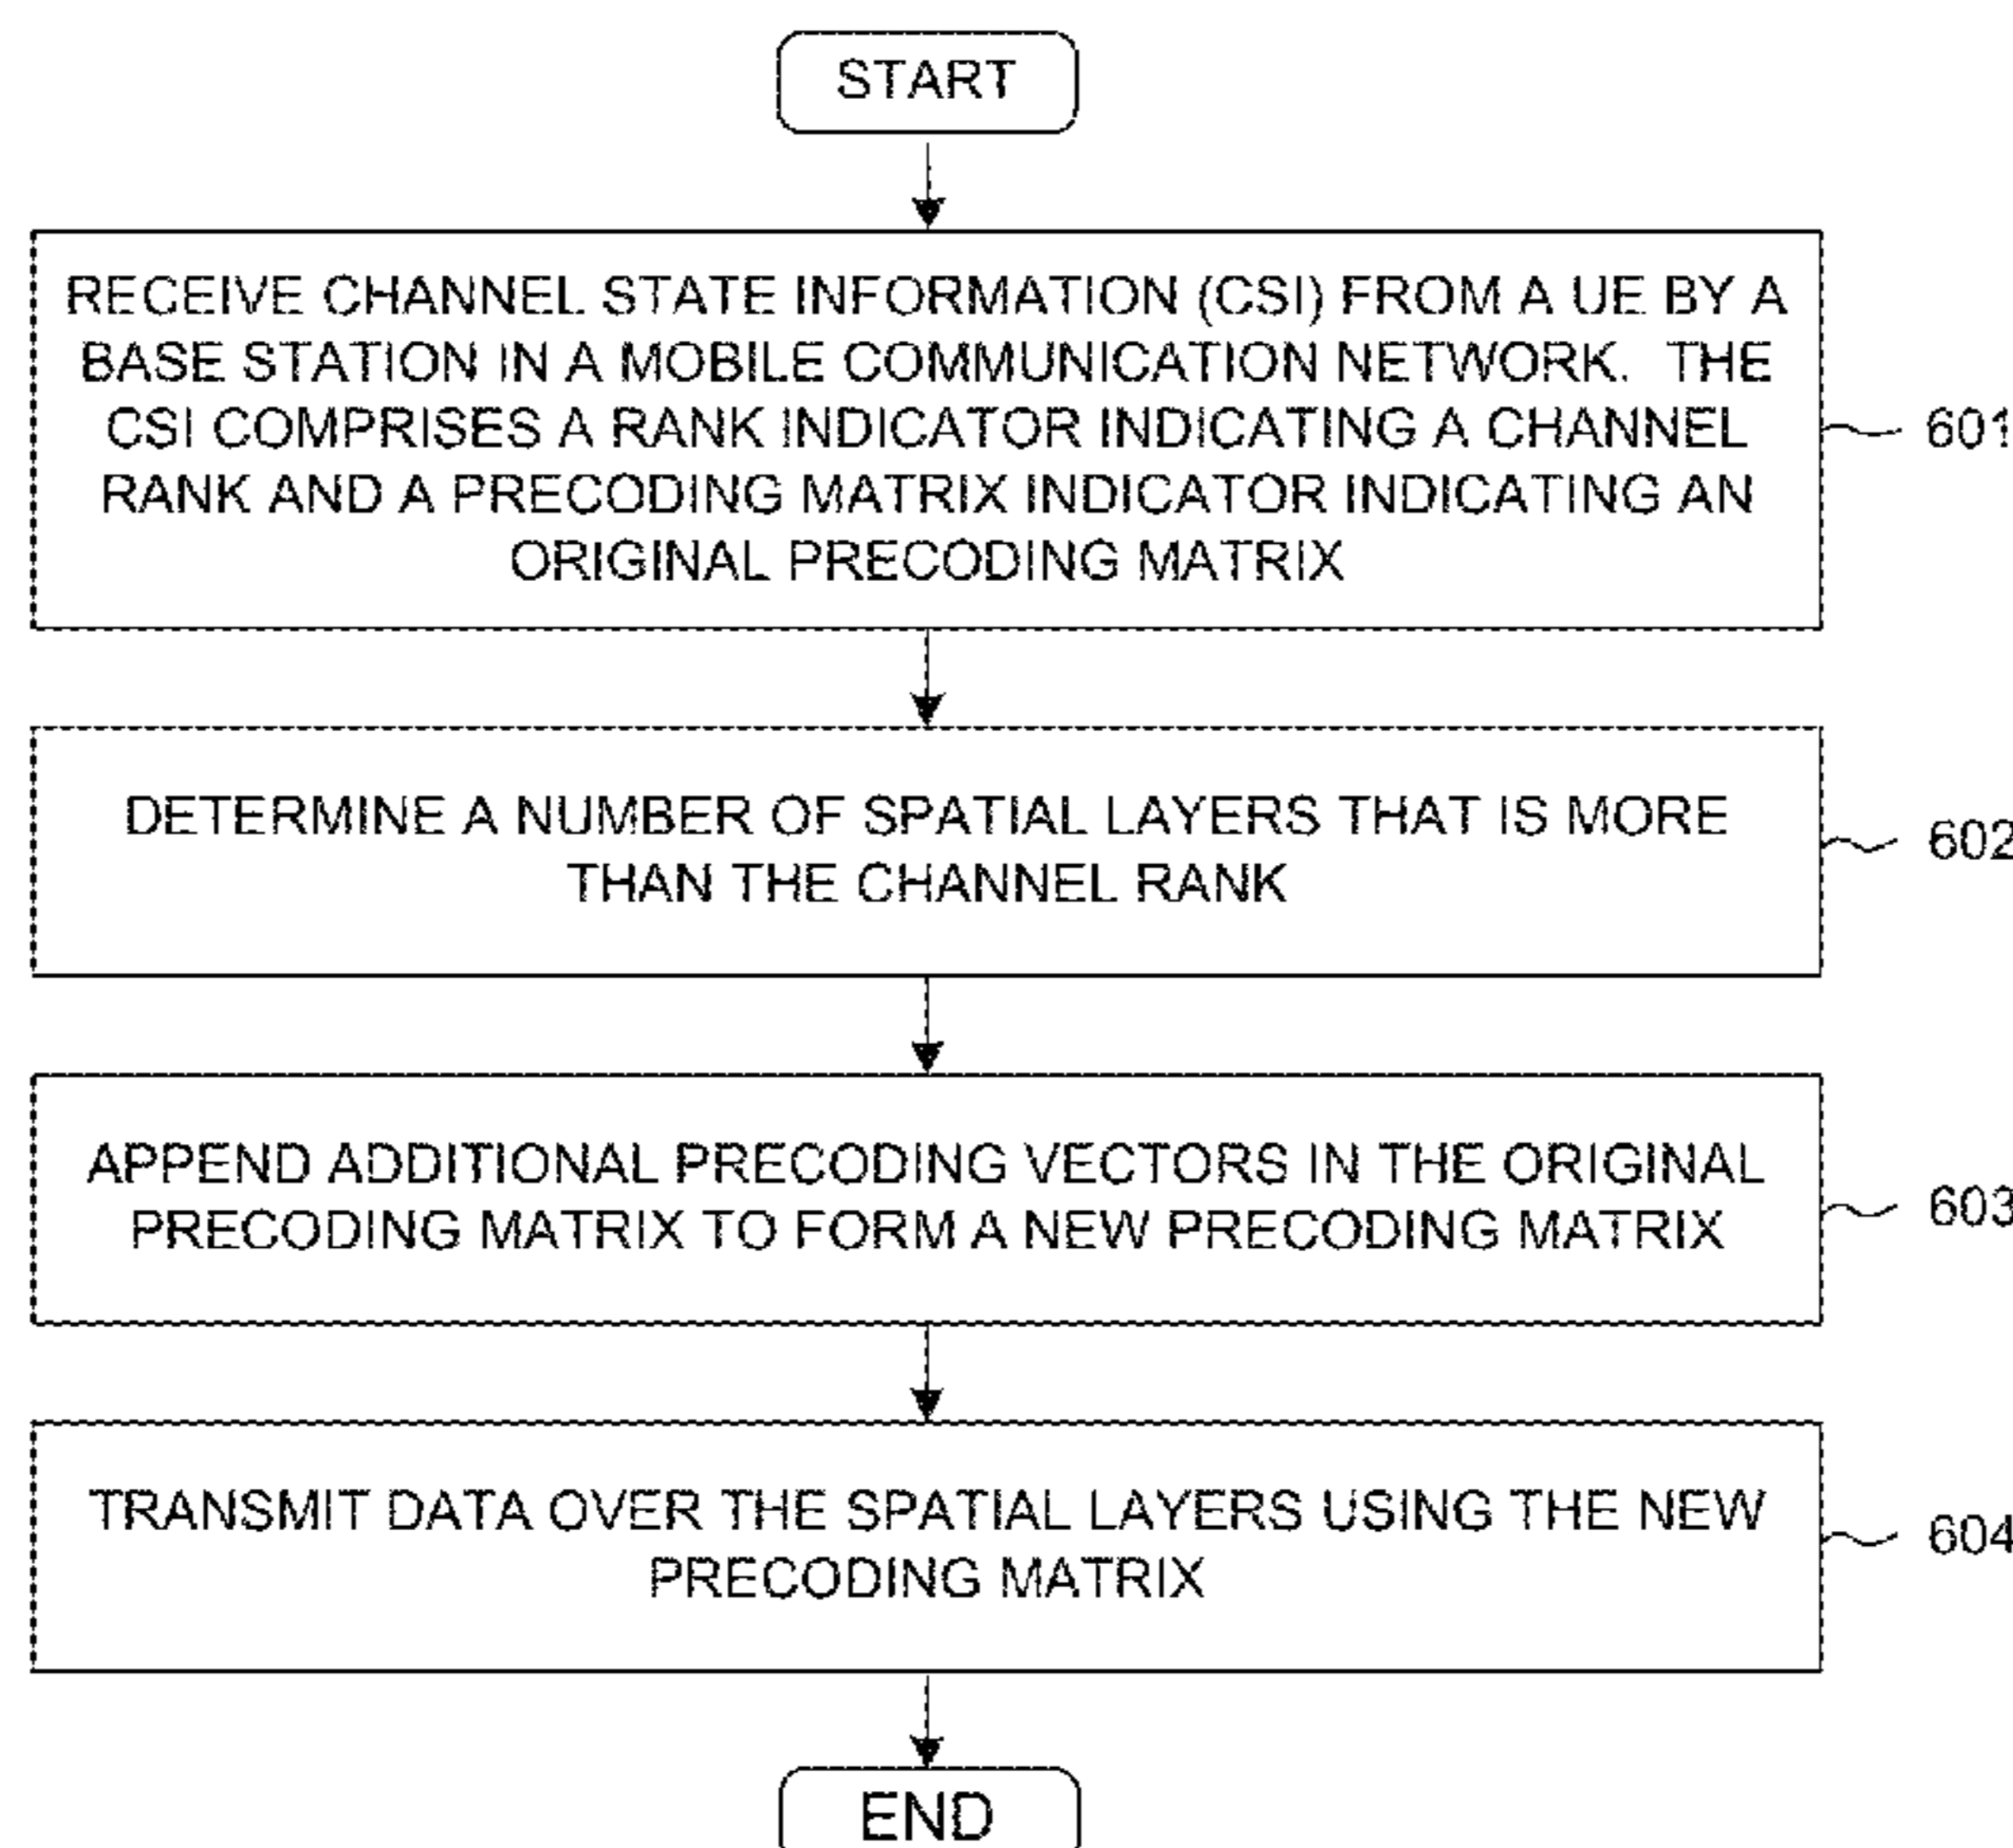 START
RECEIVE CHANNEL STATE INFORMATION (CSI) FROM A UE BY A
BASE STATION IN A MOBILE COMMUNICATION NETWORK. THE
CSI COMPRISES A RANK INDICATOR INDICATING A CHANNEL
RANK AND A PRECODING MATRIX INDICATOR INDICATING AN
ORIGINAL PRECODING MATRIX
601
DETERMINE A NUMBER OF SPATIAL LAYERS THAT IS MORE
THAN THE CHANNEL RANK
602
APPEND ADDITIONAL PRECODING VECTORS IN THE ORIGINAL
PRECODING MATRIX TO FORM A NEW PRECODING MATRIX
603
TRANSMIT DATA OVER THE SPATIAL LAYERS USING THE NEW
PRECODING MATRIX
604
END